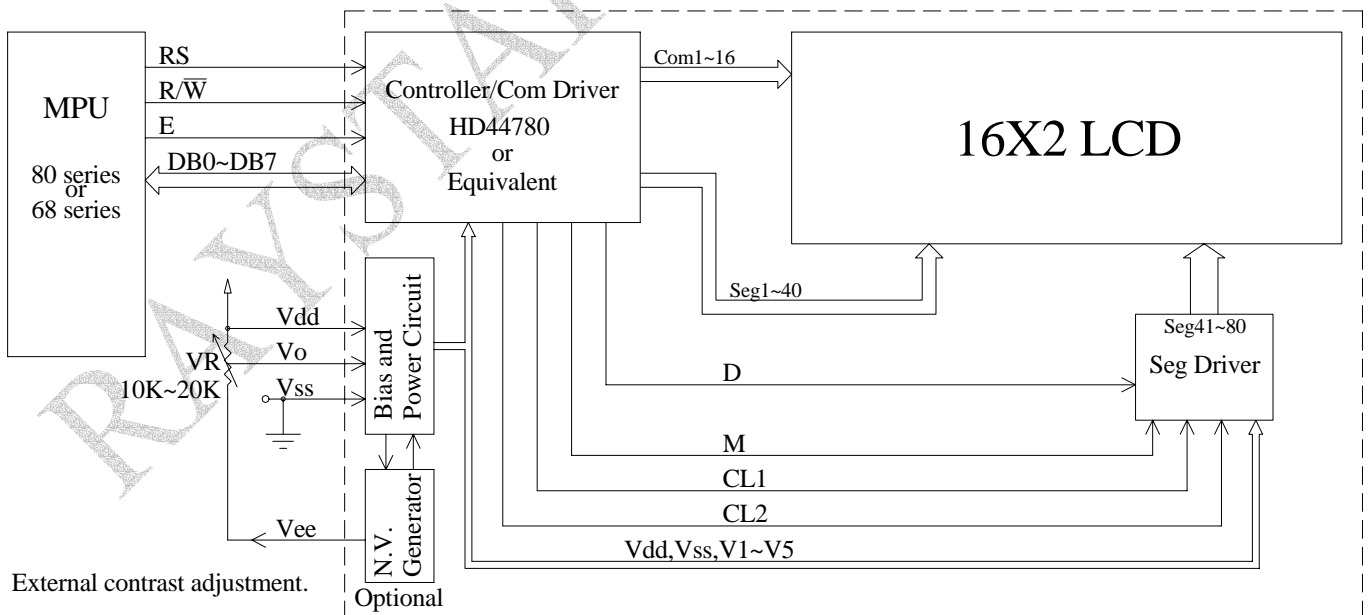 MPU
80 series
or
68 series
RS
R/W̅
E
DB0~DB7
Controller/Com Driver
HD44780
or
Equivalent
Com1~16
16X2 LCD
Seg1~40
Seg41~80
Seg Driver
Vdd
Vo
Vss
VR
10K~20K
Bias and
Power Circuit
D
M
CL1
CL2
Vdd,Vss,V1~V5
Vee
N.V.
Generator
Optional
External contrast adjustment.
RAYSTAR